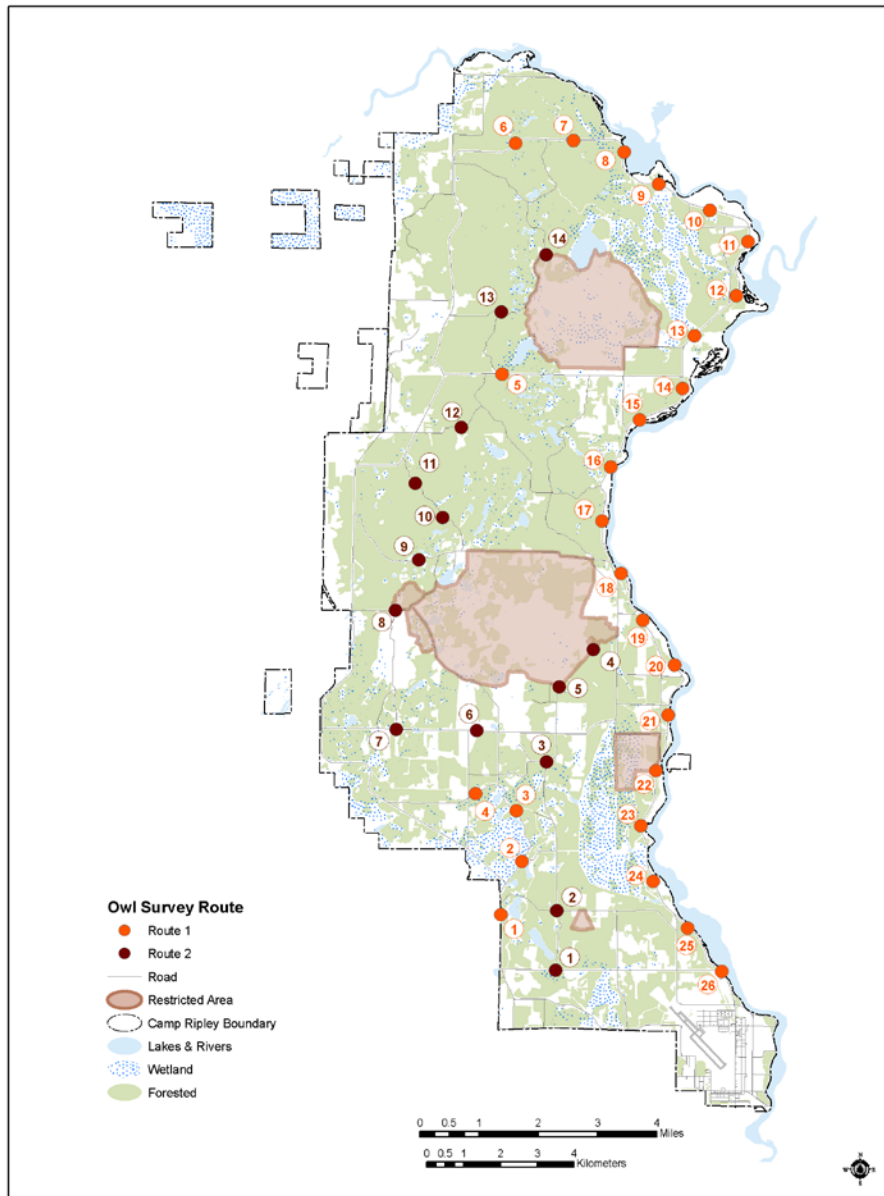 6
7
8
9
10
11
14
12
13
13
5
14
15
12
16
11
17
10
9
18
8
19
4
20
5
21
6
7
3
22
4
3
23
2
24
2
1
25
1
26
Owl Survey Route
Route 1
Route 2
Road
Restricted Area
Camp Ripley Boundary
Lakes & Rivers
Wetland
Forested
0 0.5 1 2 3 4
Miles
0 0.5 1 2 3 4
Kilometers
N
E
S
W